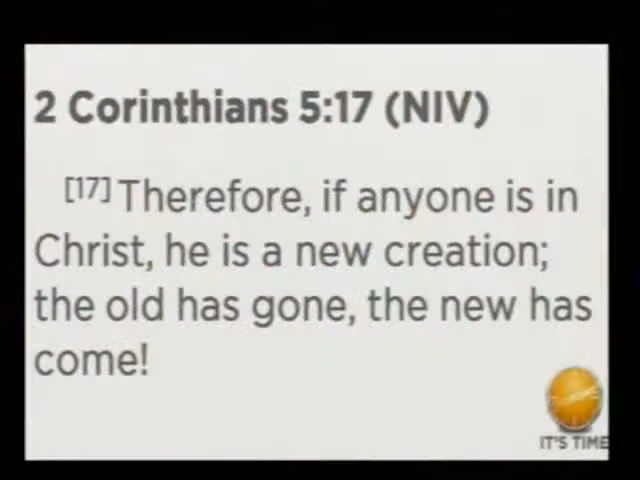 2 Corinthians 5:17 (NIV)
[17] Therefore, if anyone is in
Christ, he is a new creation;
the old has gone, the new has
come!
IT'S TIME